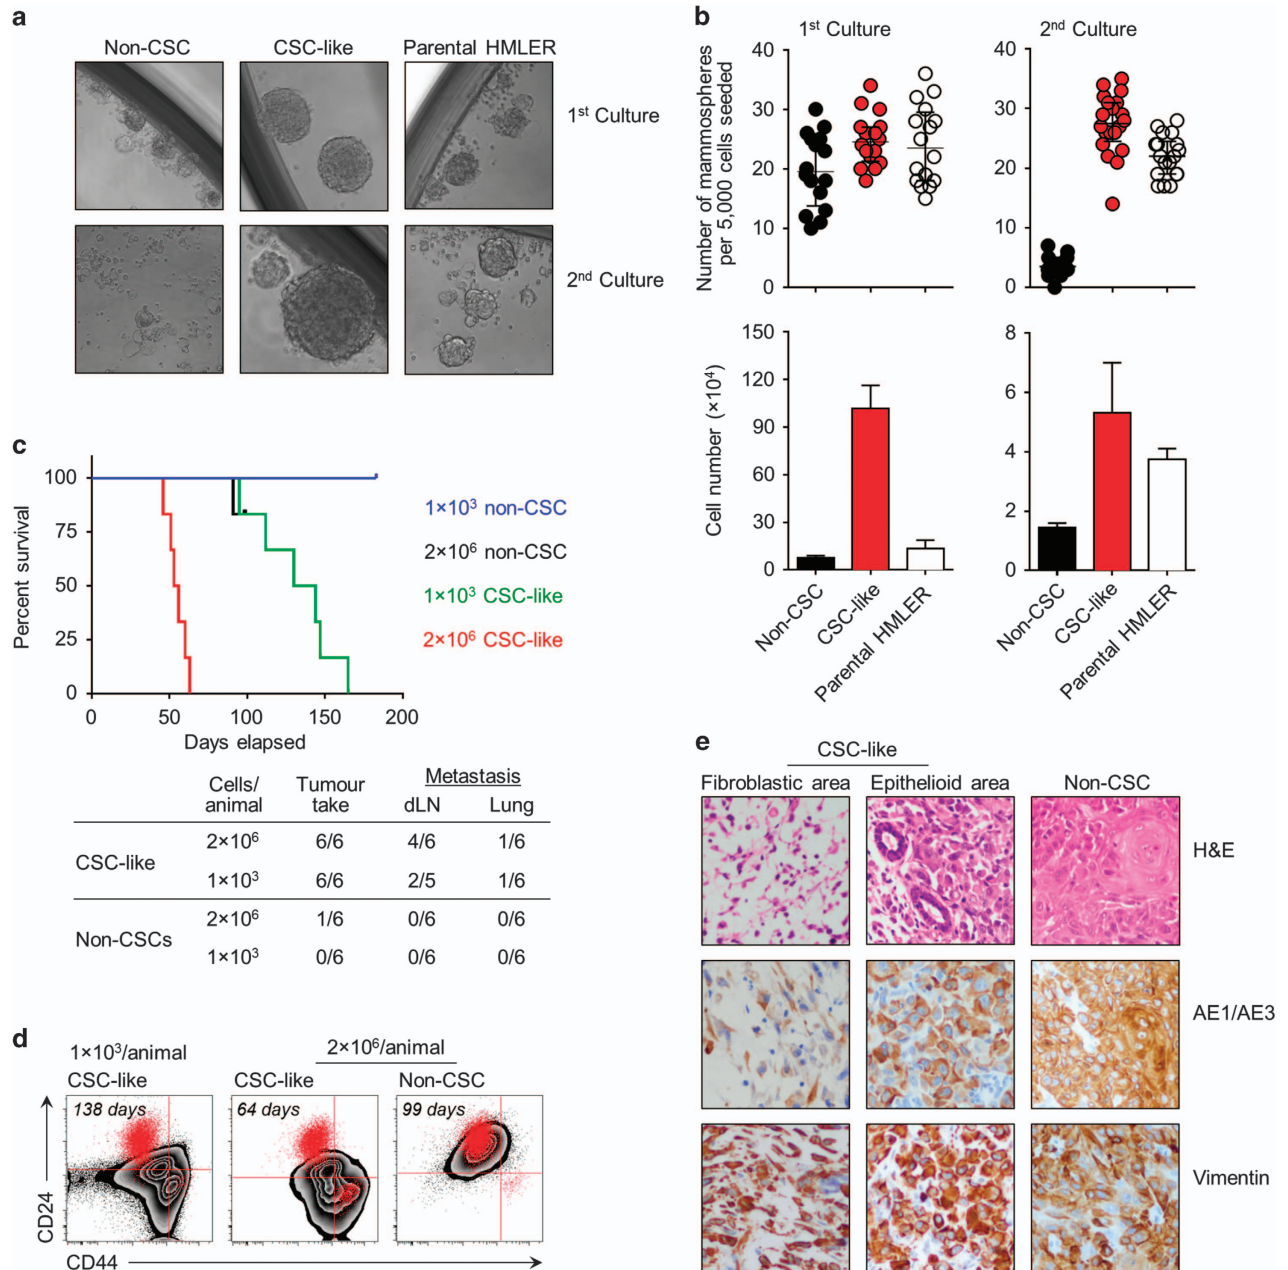 a
Non-CSC CSC-like Parental HMLER
1st Culture
2nd Culture
b
1st Culture 2nd Culture
Number of mammospheres
per 5,000 cells seeded
40 30 20 10 0
40 30 20 10 0
Cell number (×10⁴)
150 120 90 60 30 0
8 6 4 2 0
Non-CSC CSC-like Parental HMLER
Non-CSC CSC-like Parental HMLER
c
Percent survival
100 75 50 25 0
0 50 100 150 200
Days elapsed
1×10³ non-CSC
2×10⁶ non-CSC
1×10³ CSC-like
2×10⁶ CSC-like
Cells/ Tumour Metastasis
animal take dLN Lung
CSC-like 2×10⁶ 6/6 4/6 1/6
1×10³ 6/6 2/5 1/6
Non-CSCs 2×10⁶ 1/6 0/6 0/6
1×10³ 0/6 0/6 0/6
d
1×10³/animal 2×10⁶/animal
CSC-like CSC-like Non-CSC
138 days 64 days 99 days
CD24
CD44
e
CSC-like
Fibroblastic area Epithelioid area Non-CSC
H&E
AE1/AE3
Vimentin